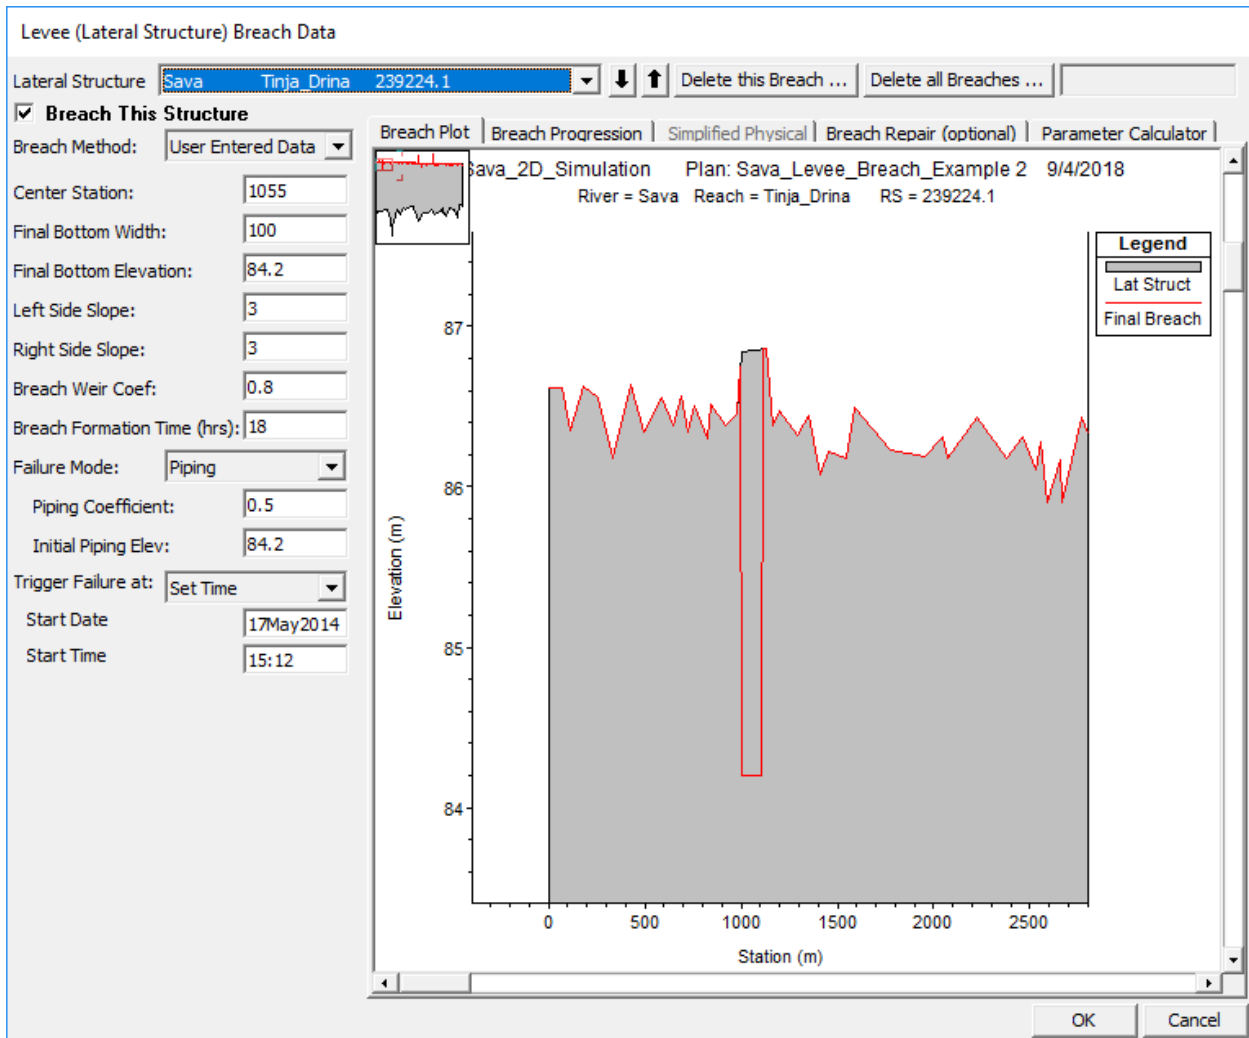 Levee (Lateral Structure) Breach Data
Lateral Structure Sava Tinja_Drina 239224.1 Delete this Breach ... Delete all Breaches ...
Breach This Structure
Breach Method: User Entered Data
Center Station: 1055
Final Bottom Width: 100
Final Bottom Elevation: 84.2
Left Side Slope: 3
Right Side Slope: 3
Breach Weir Coef: 0.8
Breach Formation Time (hrs): 18
Failure Mode: Piping
Piping Coefficient: 0.5
Initial Piping Elev: 84.2
Trigger Failure at: Set Time
Start Date 17May2014
Start Time 15:12
Breach Plot Breach Progression Simplified Physical Breach Repair (optional) Parameter Calculator
Sava_2D_Simulation Plan: Sava_Levee_Breach_Example 2 9/4/2018
River = Sava Reach = Tinja_Drina RS = 239224.1
Legend
Lat Struct
Final Breach
87
86
85
84
Elevation (m)
0 500 1000 1500 2000 2500
Station (m)
OK Cancel